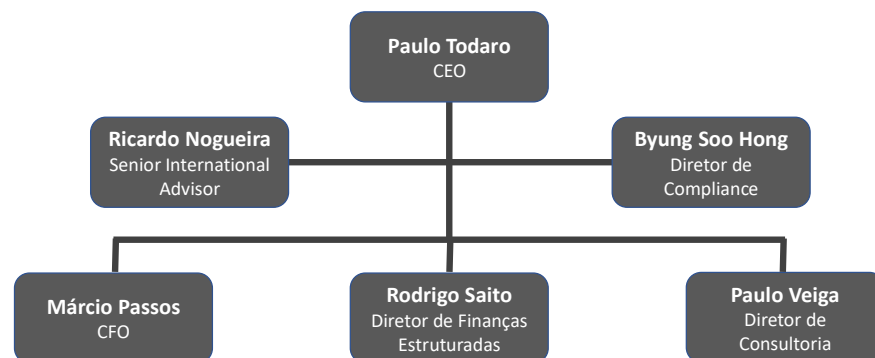 Paulo Todaro
CEO
Ricardo Nogueira
Senior International
Advisor
Byung Soo Hong
Diretor de
Compliance
Márcio Passos
CFO
Rodrigo Saito
Diretor de Finanças
Estruturadas
Paulo Veiga
Diretor de
Consultoria